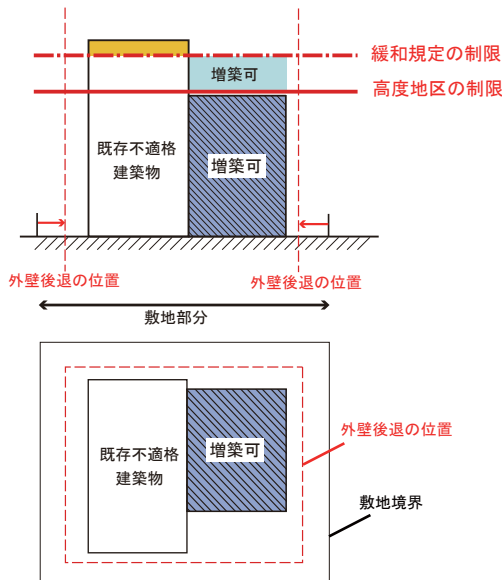 緩和規定の制限
増築可
高度地区の制限
既存不適格
建築物
増築可
外壁後退の位置
外壁後退の位置
敷地部分
外壁後退の位置
増築可
既存不適格
建築物
敷地境界